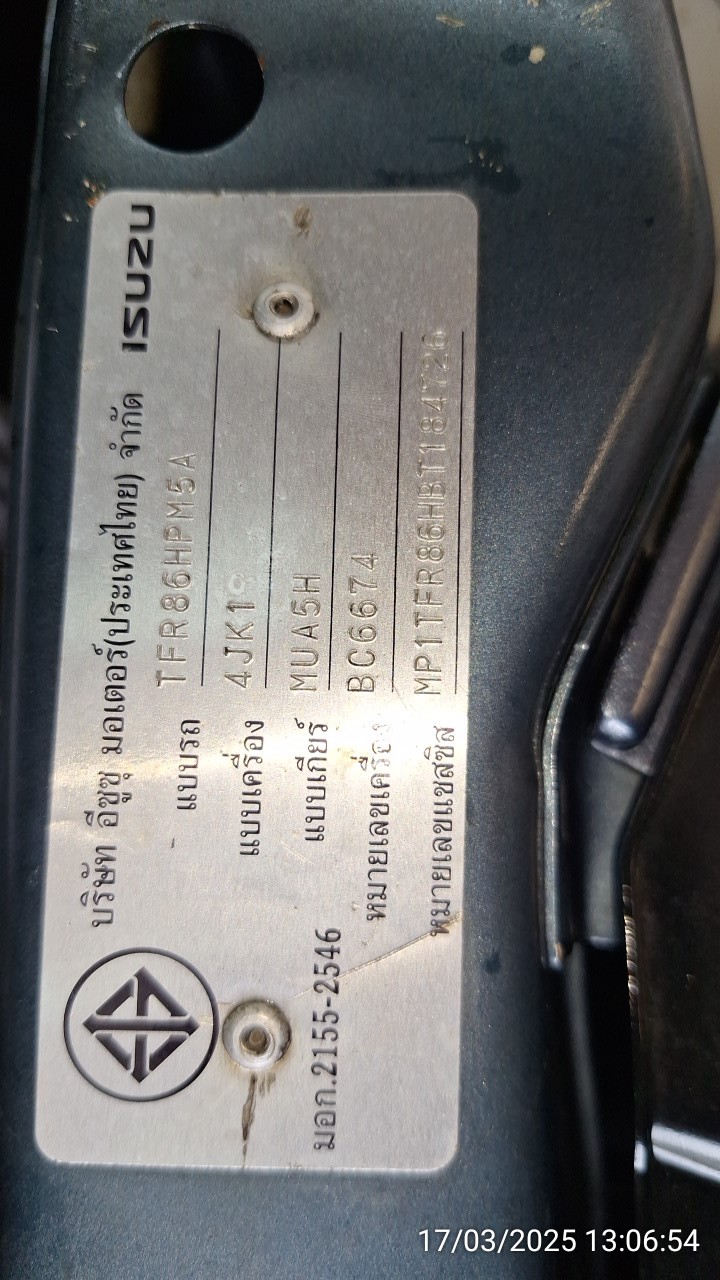 บริษัท อีซูซุ มอเตอร์(ประเทศไทย) จำกัด ISUZU
แบบรถ TFR86HPM5A
แบบเครื่อง 4JK1
แบบเกียร์ MUA5H
หมายเลขเครื่อง BC6674
หมายเลขแชสซีส์ MP1TFR86HBT184726
มอก.2155-2546
17/03/2025 13:06:54